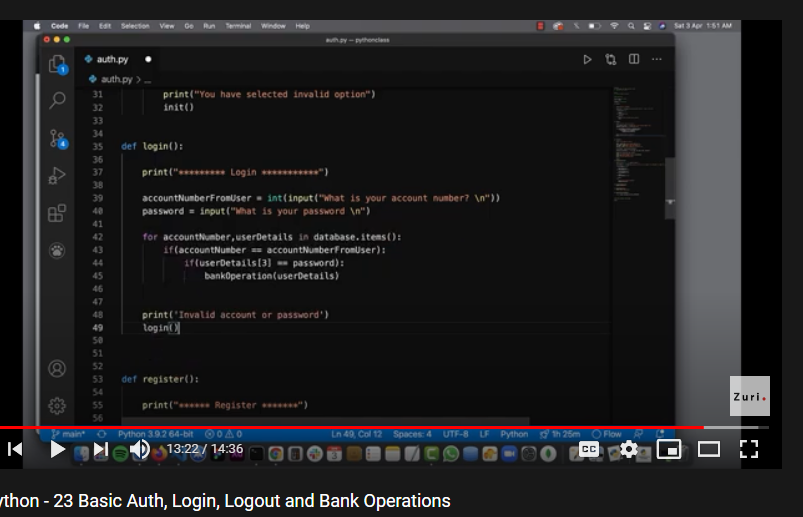 Code File Edit Selection View Go Run Terminal Window Help Sat 3 Apr 1:51 AM
auth.py — pythonclass
auth.py
auth.py > ...
31 print("You have selected invalid option")
32 init()
33
34
35 def login():
36
37 print("********* Login ***********")
38
39 accountNumberFromUser = int(input("What is your account number? \n"))
40 password = input("What is your password \n")
41
42 for accountNumber,userDetails in database.items():
43 if(accountNumber == accountNumberFromUser):
44 if(userDetails[3] == password):
45 bankOperation(userDetails)
46
47
48 print('Invalid account or password')
49 login()
50
51
52
53 def register():
54
55 print("****** Register *******")
56
Zuri.
main* Python 3.9.2 64-bit 0 0 Ln 49, Col 12 Spaces: 4 UTF-8 LF Python 1h 25m Flow
13:22 / 14:36 CC
ython - 23 Basic Auth, Login, Logout and Bank Operations